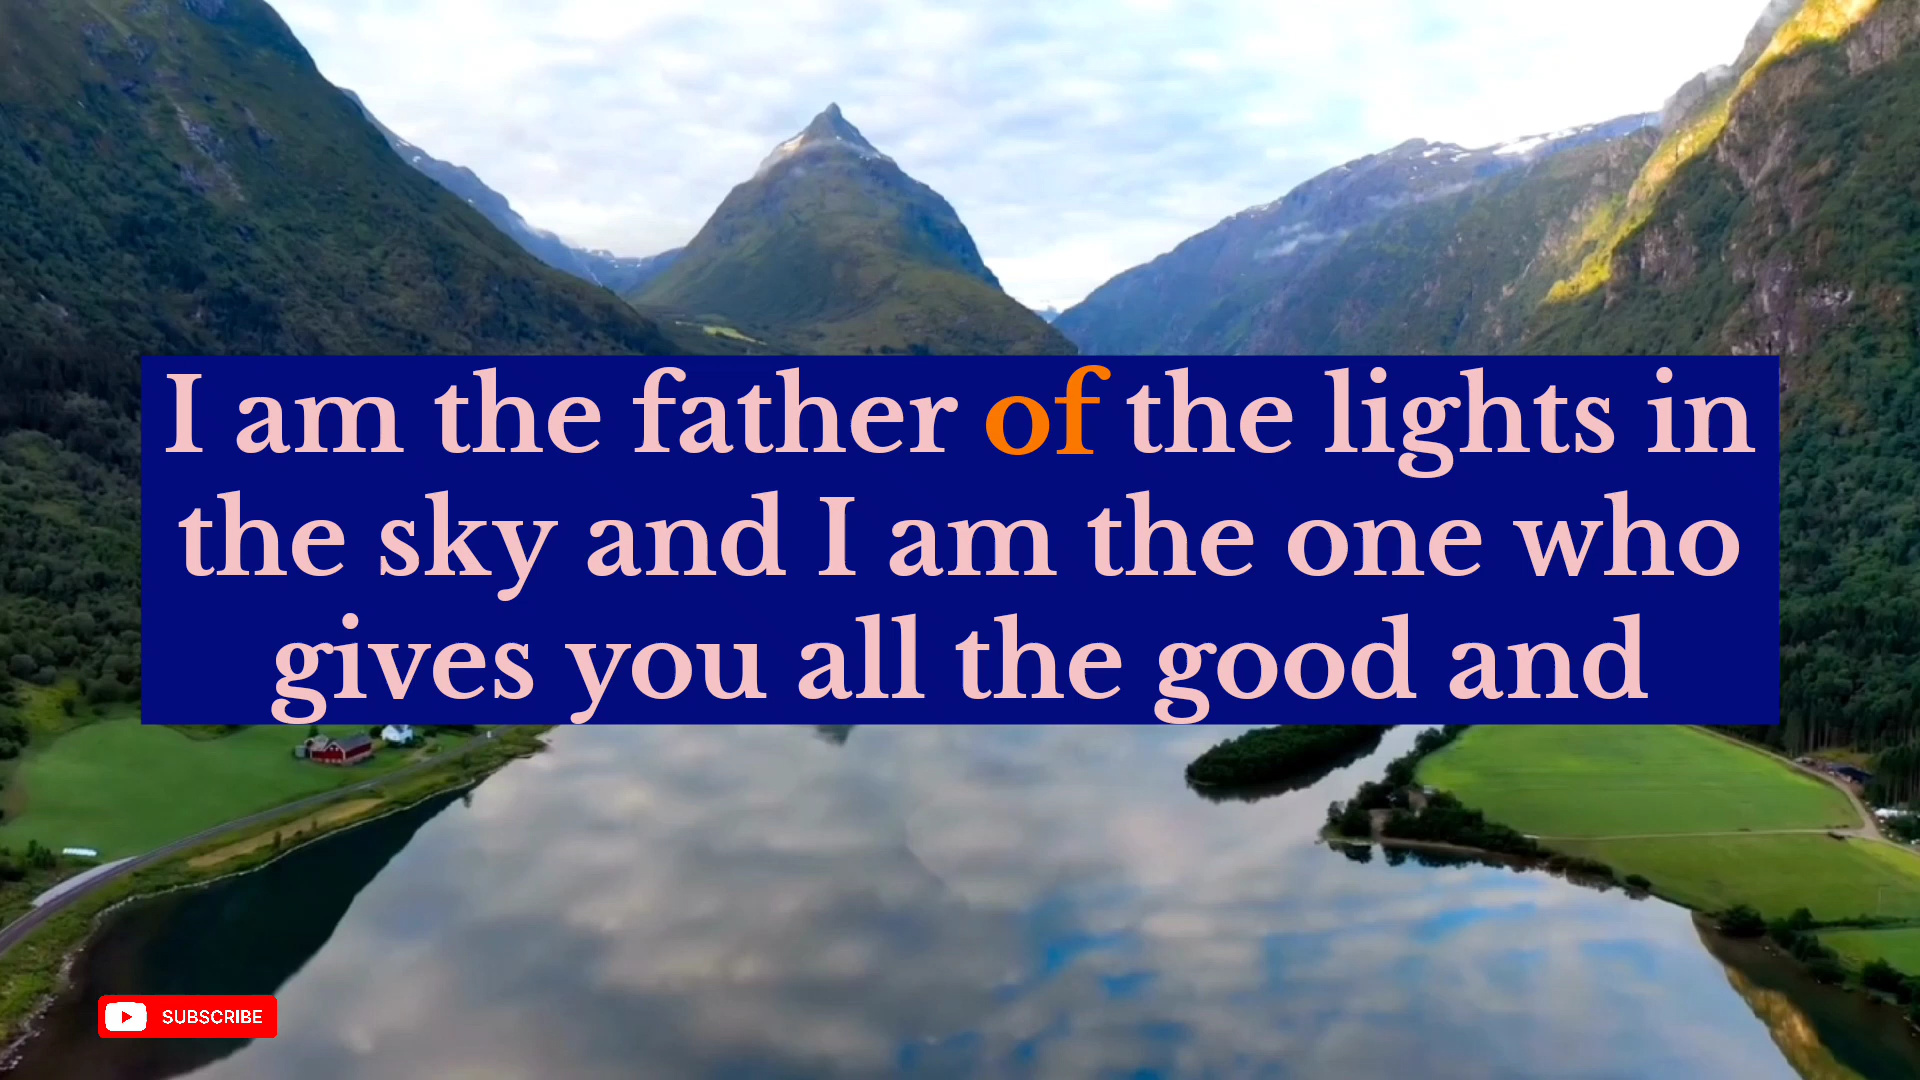 I am the father of the lights in
the sky and I am the one who
gives you all the good and
SUBSCRIBE